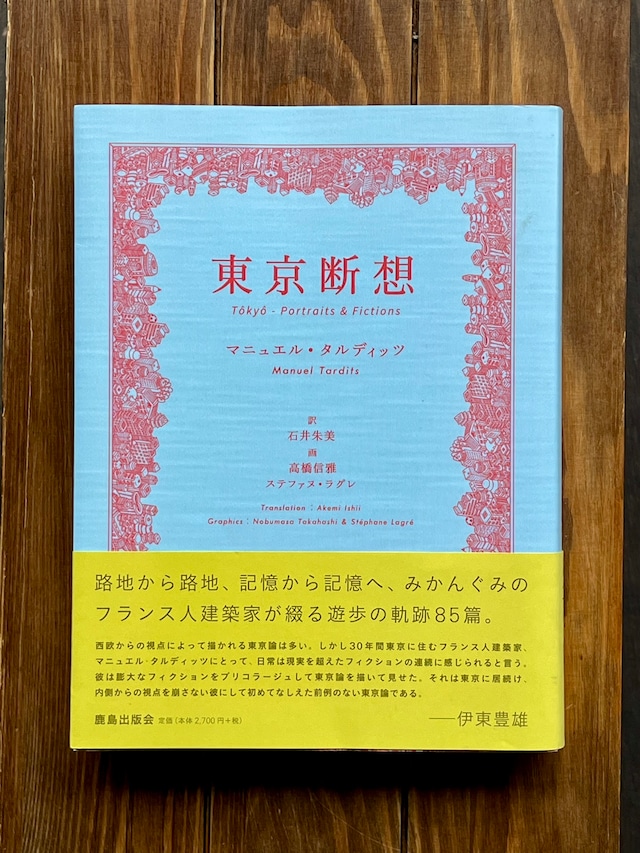 東京断想
Tôkyô - Portraits & Fictions
マニュエル・タルディッツ
Manuel Tardits
訳
石井朱美
画
高橋信雅
ステファヌ・ラグレ
Translation : Akemi Ishii
Graphics : Nobumasa Takahashi & Stéphane Lagré
路地から路地、記憶から記憶へ、みかんぐみの
フランス人建築家が綴る遊歩の軌跡85篇。
西欧からの視点によって描かれる東京論は多い。しかし30年間東京に住むフランス人建築家、
マニュエル・タルディッツにとって、日常は現実を超えたフィクションの連続に感じられると言う。
彼は膨大なフィクションをブリコラージュして東京論を描いて見せた。それは東京に居続け、
内側からの視点を崩さない彼にして初めてなしえた前例のない東京論である。
鹿島出版会 定価(本体2,700円+税)
──伊東豊雄